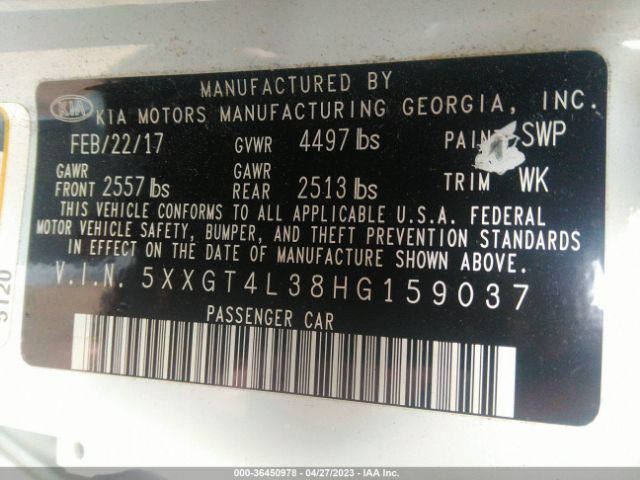 MANUFACTURED BY
KIA KIA MOTORS MANUFACTURING GEORGIA, INC.
FEB/22/17 GVWR 4497 lbs PAINT SWP
GAWR FRONT 2557 lbs GAWR REAR 2513 lbs TRIM WK
THIS VEHICLE CONFORMS TO ALL APPLICABLE U.S.A. FEDERAL
MOTOR VEHICLE SAFETY, BUMPER, AND THEFT PREVENTION STANDARDS
IN EFFECT ON THE DATE OF MANUFACTURE SHOWN ABOVE.
V.I.N. 5XXGT4L38HG159037
PASSENGER CAR
000-36450978 - 04/27/2023 - IAA Inc.